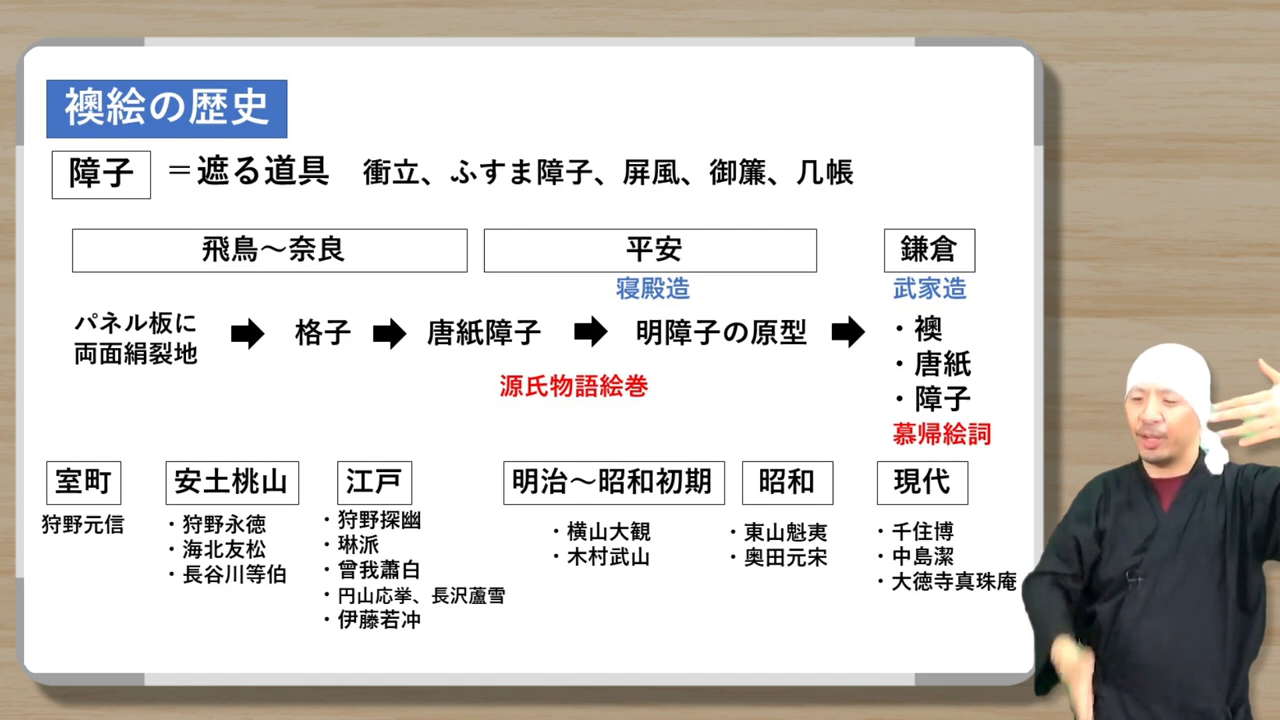 襖絵の歴史
障子 ＝遮る道具 衝立、ふすま障子、屏風、御簾、几帳
飛鳥～奈良 平安 鎌倉
寝殿造 武家造
パネル板に
両面絹裂地
格子 唐紙障子 明障子の原型
・襖
・唐紙
・障子
源氏物語絵巻
慕帰絵詞
室町
狩野元信
安土桃山
・狩野永徳
・海北友松
・長谷川等伯
江戸
・狩野探幽
・琳派
・曾我蕭白
・円山応挙、長沢蘆雪
・伊藤若冲
明治～昭和初期
・横山大観
・木村武山
昭和
・東山魁夷
・奥田元宋
現代
・千住博
・中島潔
・大徳寺真珠庵